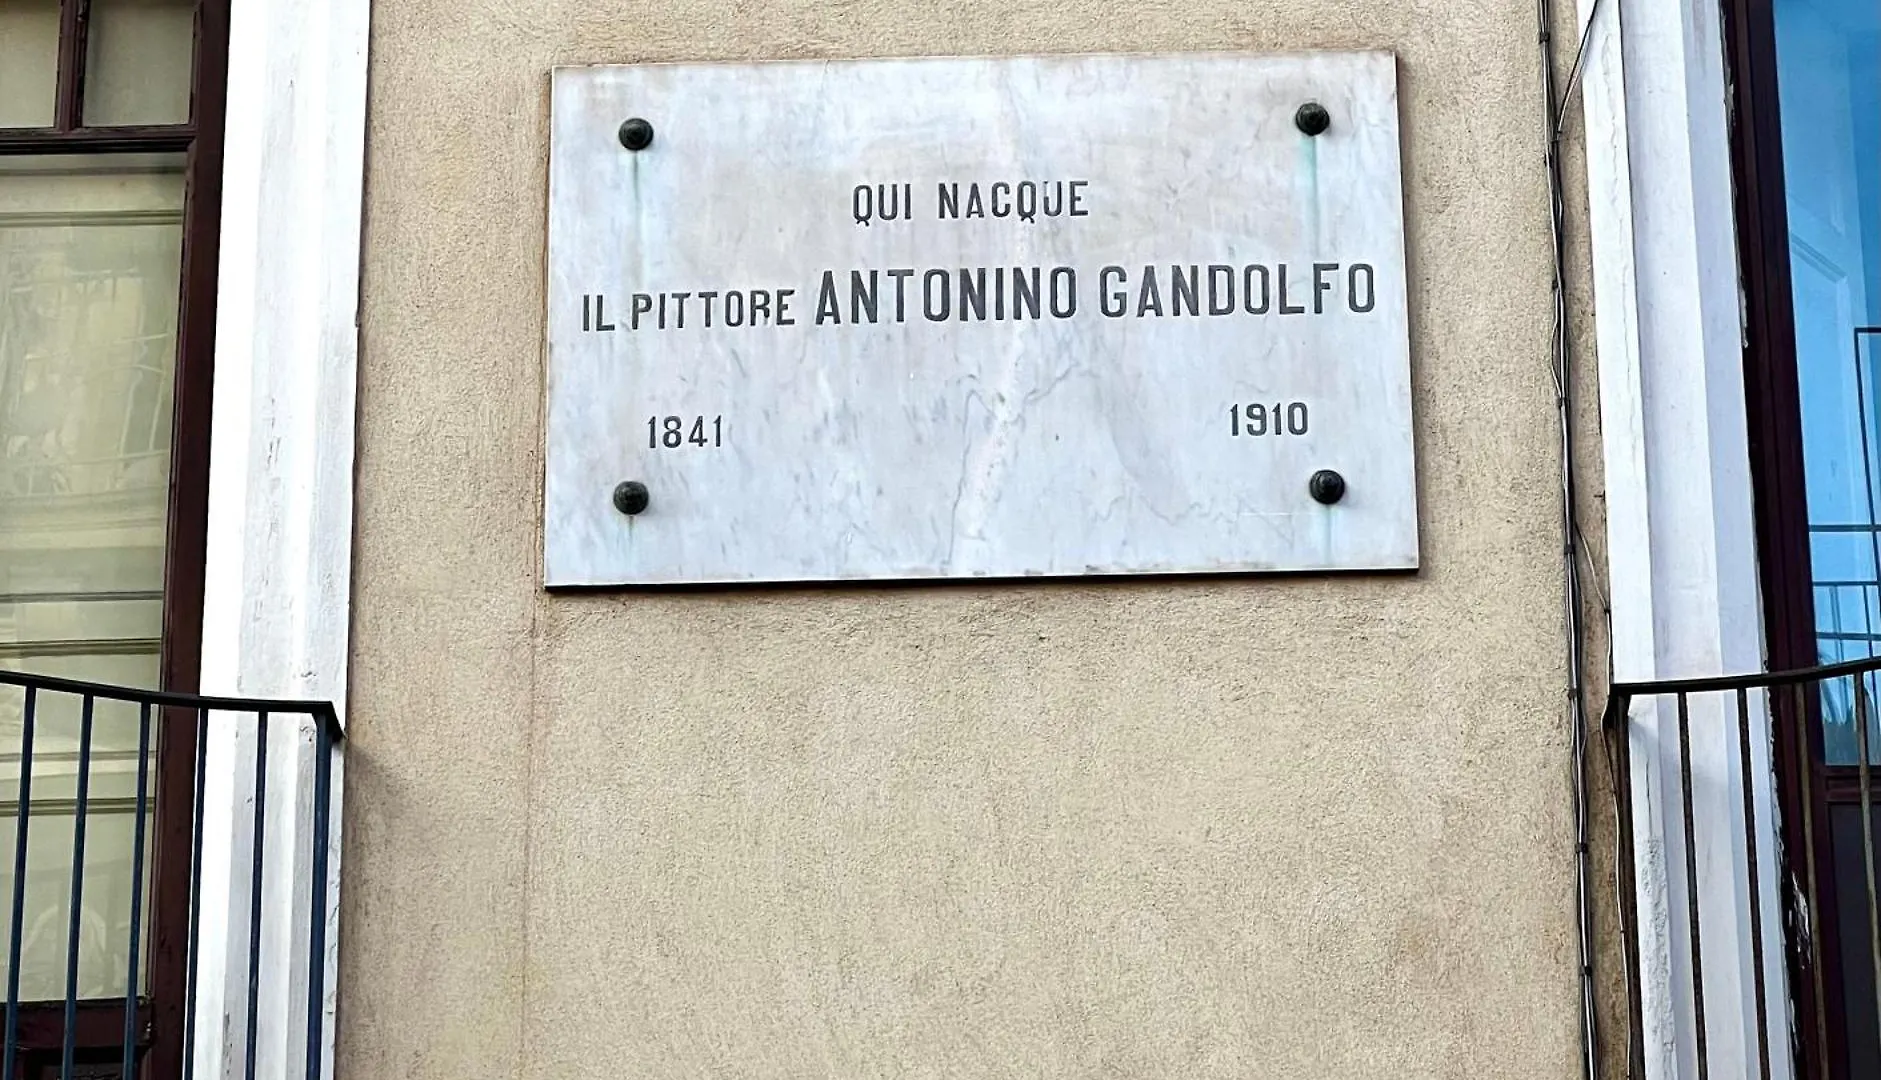 QUI NACQUE
IL PITTORE ANTONINO GANDOLFO
1841 1910